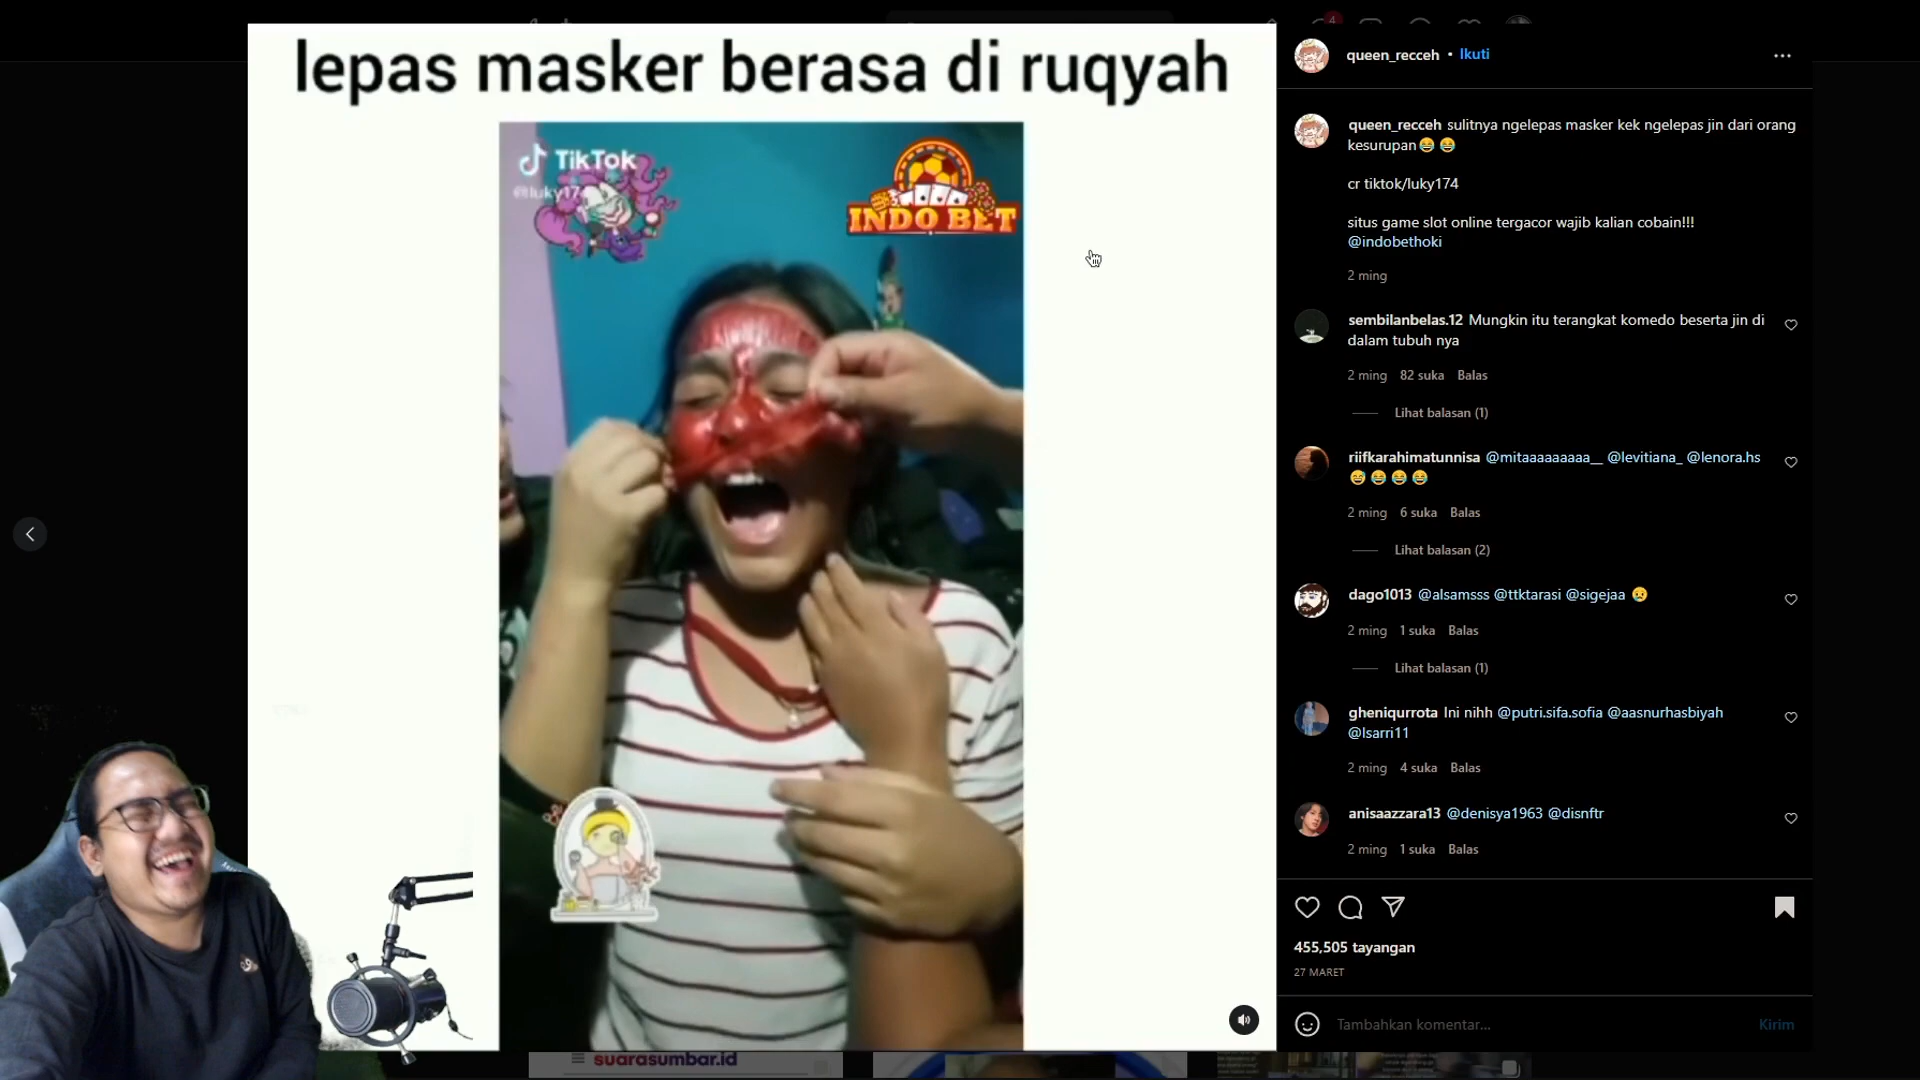 lepas masker berasa di ruqyah
TikTok
INDO BET
queen_recceh • Ikuti
queen_recceh sulitnya ngelepas masker kek ngelepas jin dari orang
kesurupan😂 😂
cr tiktok/luky174
situs game slot online tergacor wajib kalian cobain!!!
@indobethoki
2 ming
sembilanbelas.12 Mungkin itu terangkat komedo beserta jin di
dalam tubuh nya
2 ming 82 suka Balas
Lihat balasan (1)
riifkarahimatunnisa @mitaaaaaaaaa__ @levitiana_ @lenora.hs
😅 😂 😂 😂
2 ming 6 suka Balas
Lihat balasan (2)
dago1013 @alsamsss @ttktarasi @sigejaa 😢
2 ming 1 suka Balas
Lihat balasan (1)
gheniqurrota Ini nihh @putri.sifa.sofia @aasnurhasbiyah
@lsarri11
2 ming 4 suka Balas
anisaazzara13 @denisya1963 @disnftr
2 ming 1 suka Balas
455,505 tayangan
27 MARET
Tambahkan komentar... Kirim
suarasumbar.id